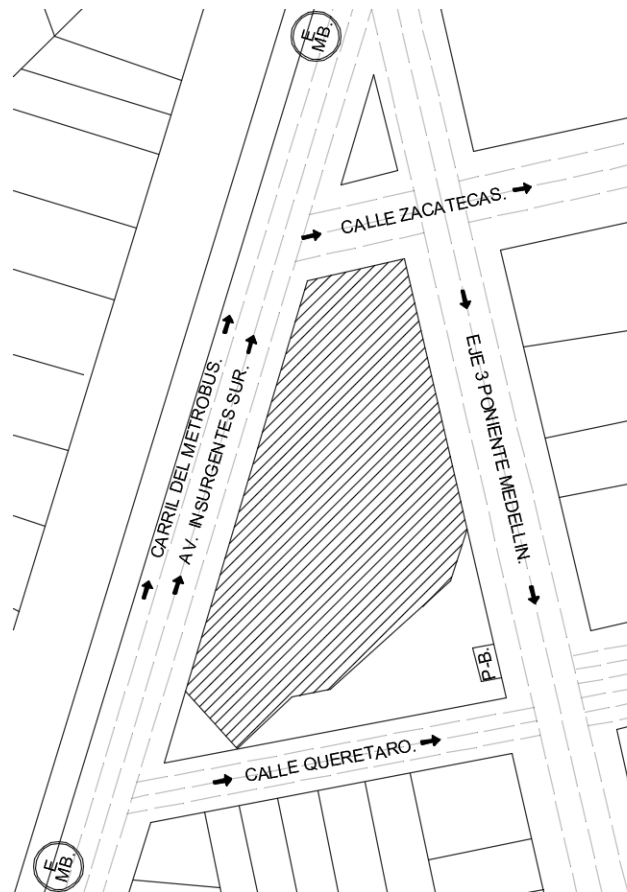 E
MB.
CALLE ZACATECAS.
CARRIL DEL METROBUS.
AV. INSURGENTES SUR.
EJE 3 PONIENTE MEDELLIN.
P-B.
CALLE QUERETARO.
E
MB.